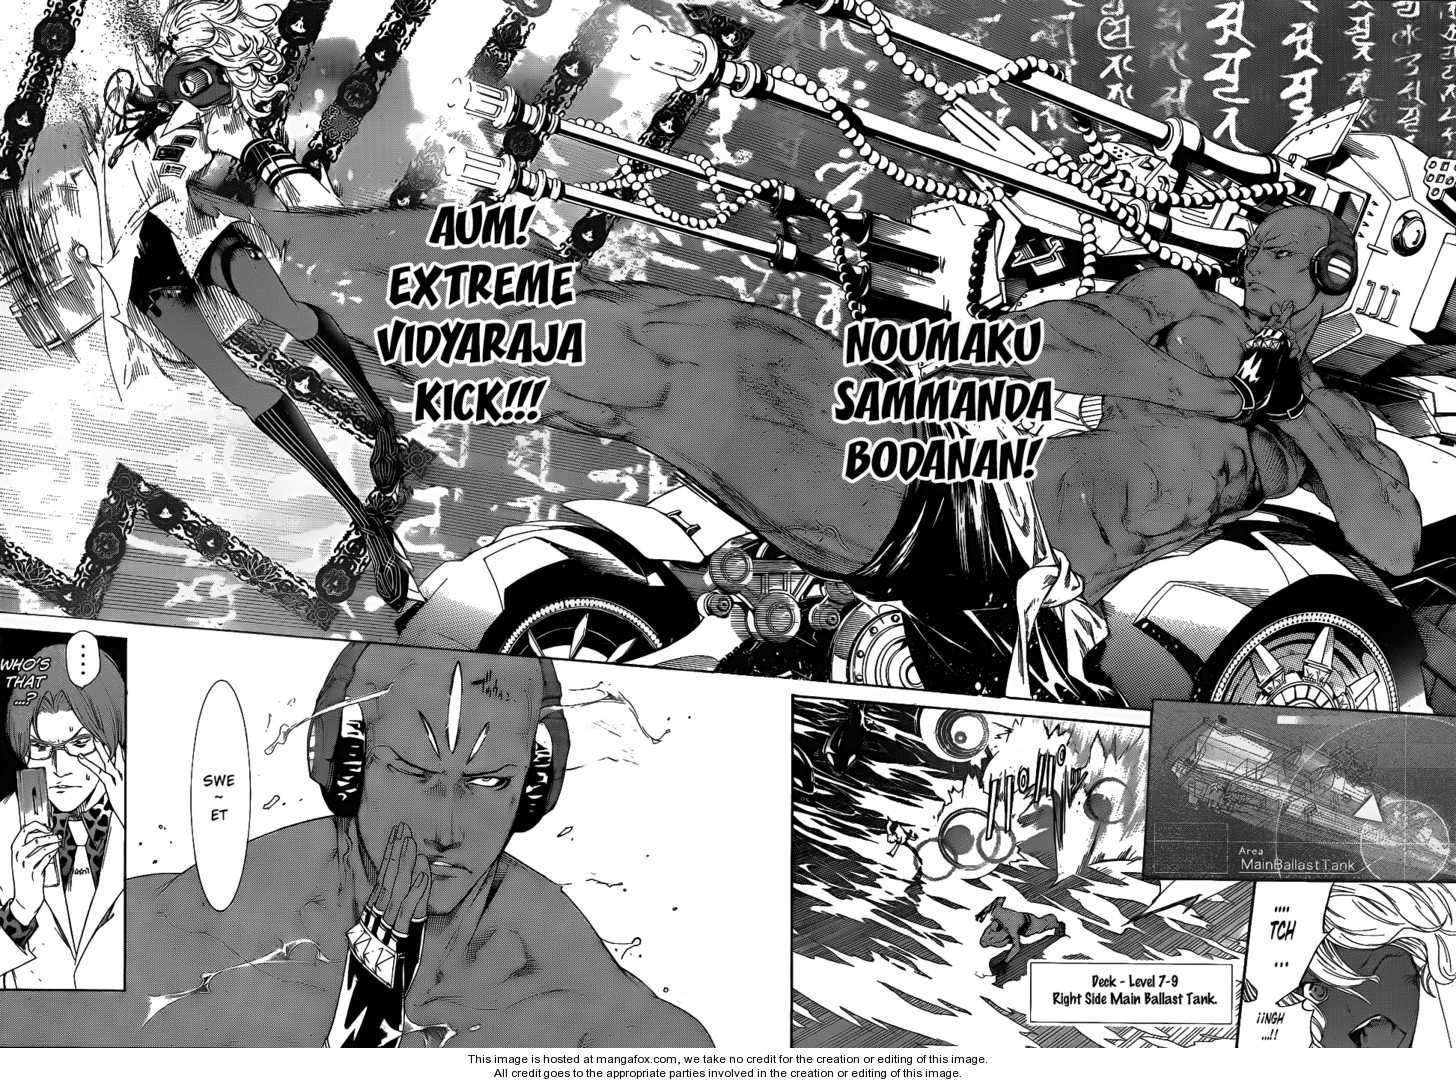 NOUMAKU
SAMMANDA
BODANAN!
AUM!
EXTREME
VIDYARAJA
KICK!!!
Area
MainBallastTank
Deck - Level 7-9
Right Side Main Ballast Tank.
....
TCH
...
¡¡NGH
...!!
SWE
~
ET
.....
WHO'S
THAT
...?
This image is hosted at mangafox.com, we take no credit for the creation or editing of this image.
All credit goes to the appropriate parties involved in the creation or editing of this image.